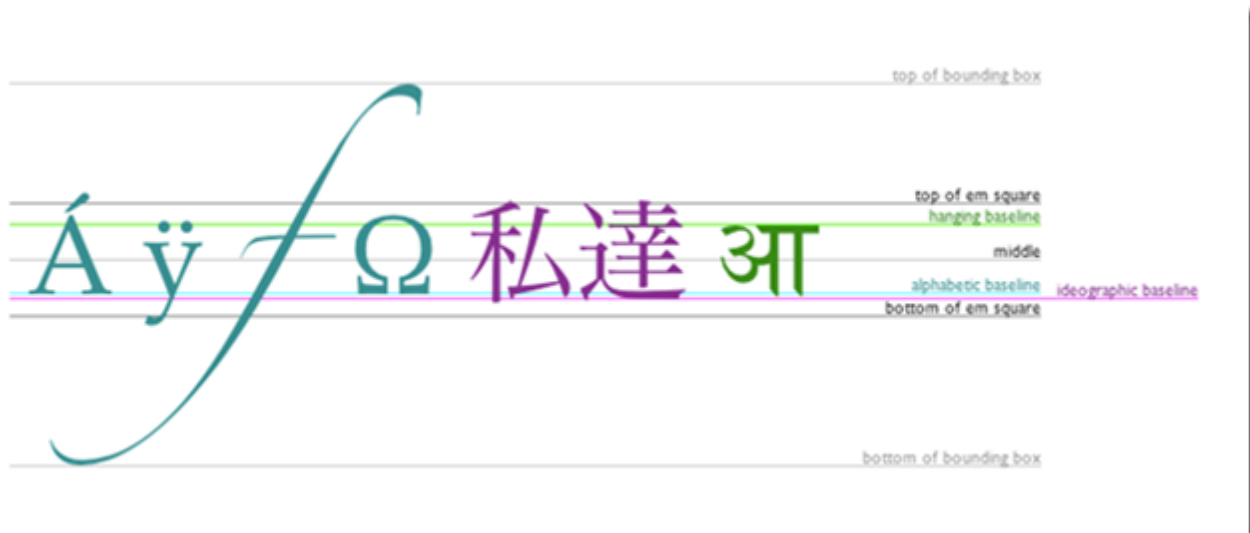 top of bounding box
top of em square
hanging baseline
Áÿƒ Ω 私達 आ
middle
alphabetic baseline
ideographic baseline
bottom of em square
bottom of bounding box